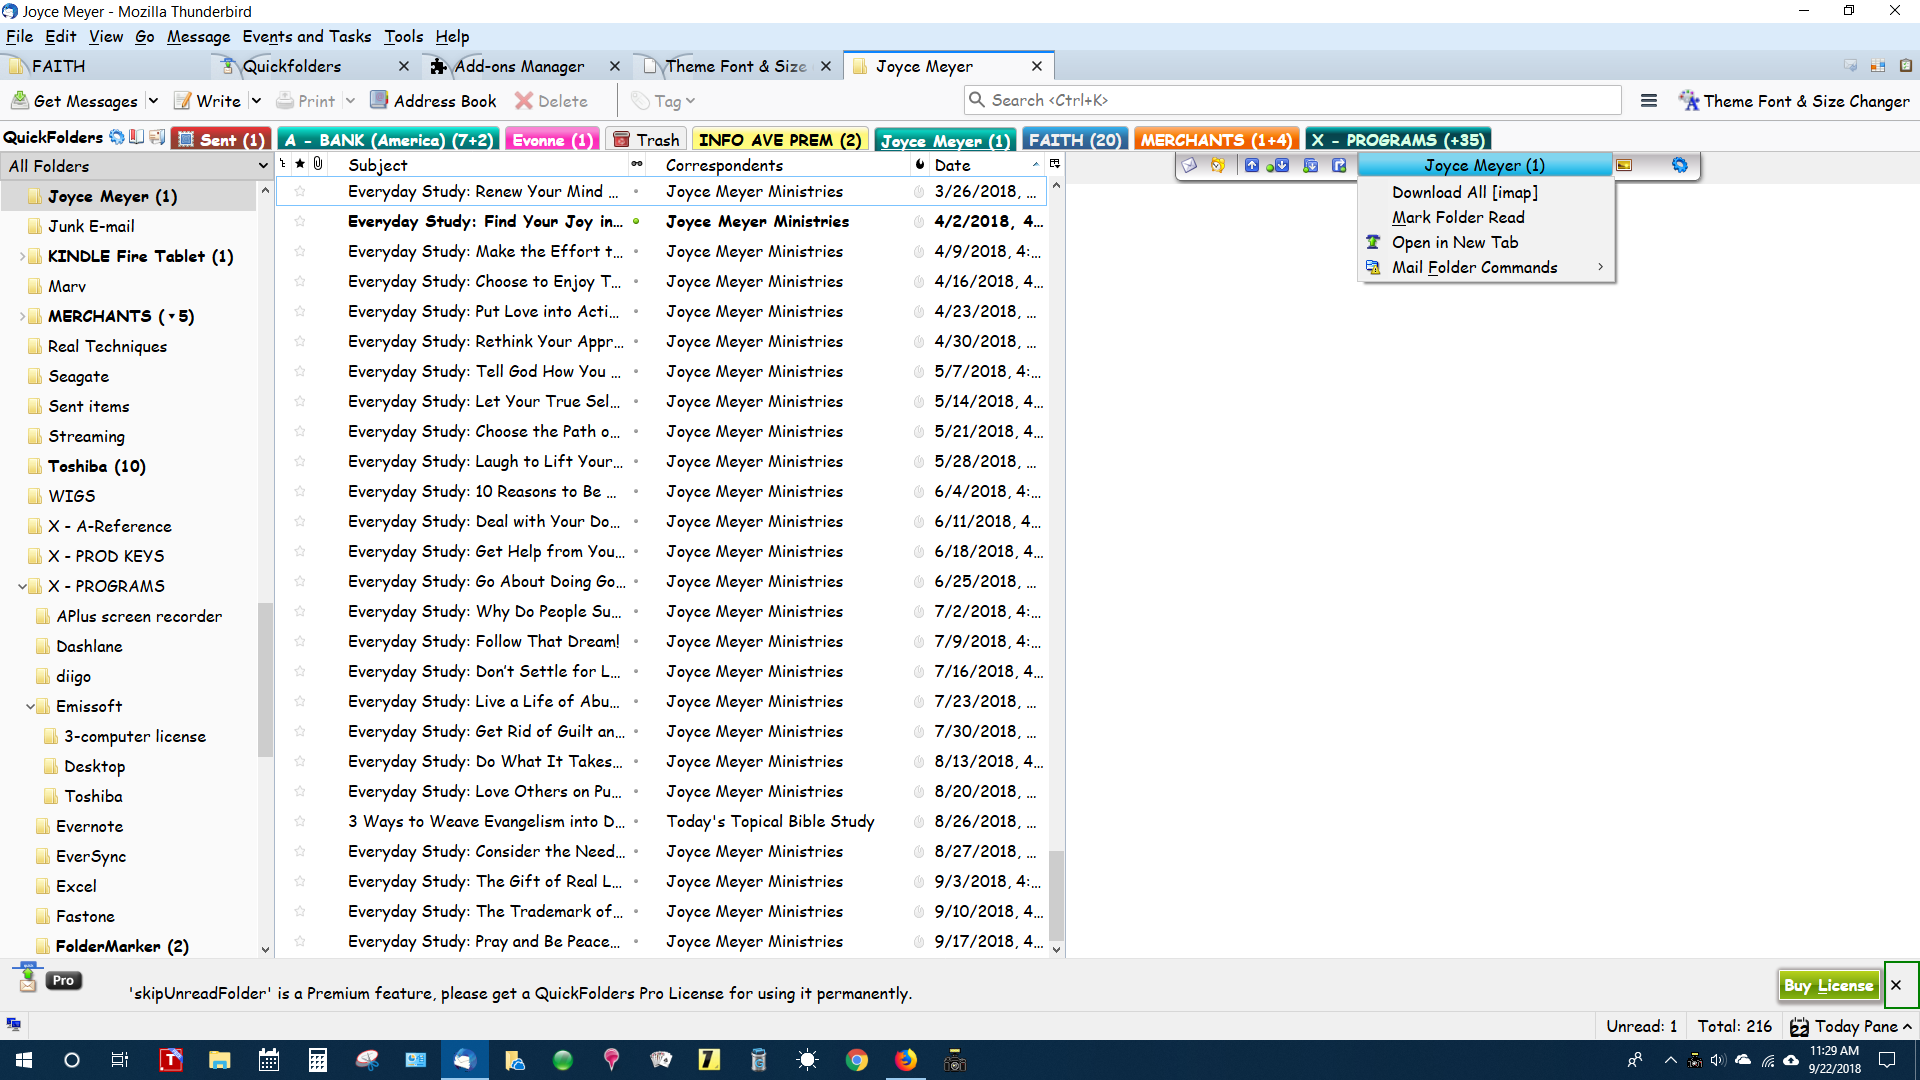 Joyce Meyer - Mozilla Thunderbird
File Edit View Go Message Events and Tasks Tools Help
FAITH Quickfolders Add-ons Manager Theme Font & Size Joyce Meyer
Get Messages Write Print Address Book Delete Tag Search <Ctrl+K> Theme Font & Size Changer
QuickFolders Sent (1) A - BANK (America) (7+2) Evonne (1) Trash INFO AVE PREM (2) Joyce Meyer (1) FAITH (20) MERCHANTS (1+4) X - PROGRAMS (+35)
All Folders
Joyce Meyer (1)
Junk E-mail
KINDLE Fire Tablet (1)
Marv
MERCHANTS (▾5)
Real Techniques
Seagate
Sent items
Streaming
Toshiba (10)
WIGS
X - A-Reference
X - PROD KEYS
X - PROGRAMS
APlus screen recorder
Dashlane
diigo
Emissoft
3-computer license
Desktop
Toshiba
Evernote
EverSync
Excel
Fastone
FolderMarker (2)
Subject Correspondents Date
Everyday Study: Renew Your Mind ... Joyce Meyer Ministries 3/26/2018, ...
Everyday Study: Find Your Joy in... Joyce Meyer Ministries 4/2/2018, 4...
Everyday Study: Make the Effort t... Joyce Meyer Ministries 4/9/2018, 4:...
Everyday Study: Choose to Enjoy T... Joyce Meyer Ministries 4/16/2018, 4...
Everyday Study: Put Love into Acti... Joyce Meyer Ministries 4/23/2018, ...
Everyday Study: Rethink Your Appr... Joyce Meyer Ministries 4/30/2018, ...
Everyday Study: Tell God How You ... Joyce Meyer Ministries 5/7/2018, 4:...
Everyday Study: Let Your True Sel... Joyce Meyer Ministries 5/14/2018, 4...
Everyday Study: Choose the Path o... Joyce Meyer Ministries 5/21/2018, 4...
Everyday Study: Laugh to Lift Your... Joyce Meyer Ministries 5/28/2018, ...
Everyday Study: 10 Reasons to Be ... Joyce Meyer Ministries 6/4/2018, 4:...
Everyday Study: Deal with Your Do... Joyce Meyer Ministries 6/11/2018, 4...
Everyday Study: Get Help from You... Joyce Meyer Ministries 6/18/2018, 4...
Everyday Study: Go About Doing Go... Joyce Meyer Ministries 6/25/2018, ...
Everyday Study: Why Do People Su... Joyce Meyer Ministries 7/2/2018, 4:...
Everyday Study: Follow That Dream! Joyce Meyer Ministries 7/9/2018, 4:...
Everyday Study: Don't Settle for L... Joyce Meyer Ministries 7/16/2018, 4...
Everyday Study: Live a Life of Abu... Joyce Meyer Ministries 7/23/2018, ...
Everyday Study: Get Rid of Guilt an... Joyce Meyer Ministries 7/30/2018, ...
Everyday Study: Do What It Takes... Joyce Meyer Ministries 8/13/2018, 4...
Everyday Study: Love Others on Pu... Joyce Meyer Ministries 8/20/2018, ...
3 Ways to Weave Evangelism into D... Today's Topical Bible Study 8/26/2018, ...
Everyday Study: Consider the Need... Joyce Meyer Ministries 8/27/2018, ...
Everyday Study: The Gift of Real L... Joyce Meyer Ministries 9/3/2018, 4:...
Everyday Study: The Trademark of... Joyce Meyer Ministries 9/10/2018, 4...
Everyday Study: Pray and Be Peace... Joyce Meyer Ministries 9/17/2018, 4...
Joyce Meyer (1)
Download All [imap]
Mark Folder Read
Open in New Tab
Mail Folder Commands
Pro
'skipUnreadFolder' is a Premium feature, please get a QuickFolders Pro License for using it permanently.
Buy License
Unread: 1 Total: 216 22 Today Pane
11:29 AM
9/22/2018